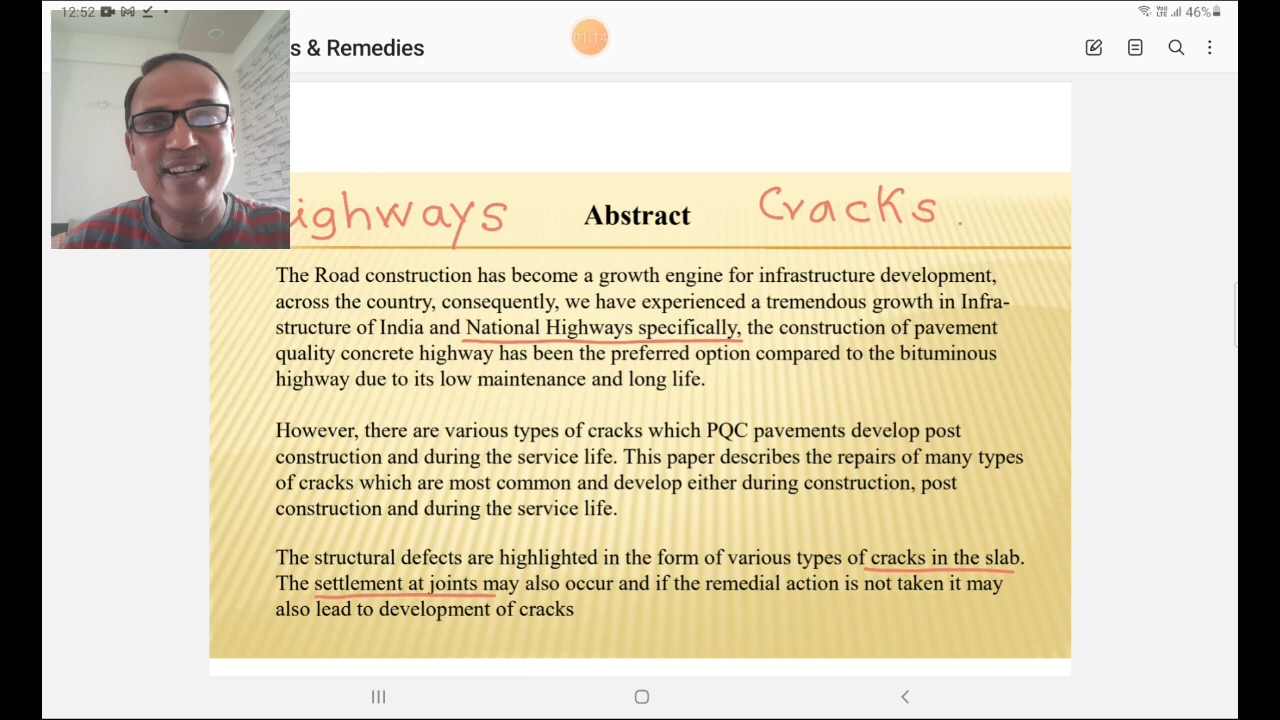 12:52
46%
01:14
s & Remedies
ighways
Abstract
Cracks.
The Road construction has become a growth engine for infrastructure development,
across the country, consequently, we have experienced a tremendous growth in Infra-
structure of India and National Highways specifically, the construction of pavement
quality concrete highway has been the preferred option compared to the bituminous
highway due to its low maintenance and long life.
However, there are various types of cracks which PQC pavements develop post
construction and during the service life. This paper describes the repairs of many types
of cracks which are most common and develop either during construction, post
construction and during the service life.
The structural defects are highlighted in the form of various types of cracks in the slab.
The settlement at joints may also occur and if the remedial action is not taken it may
also lead to development of cracks